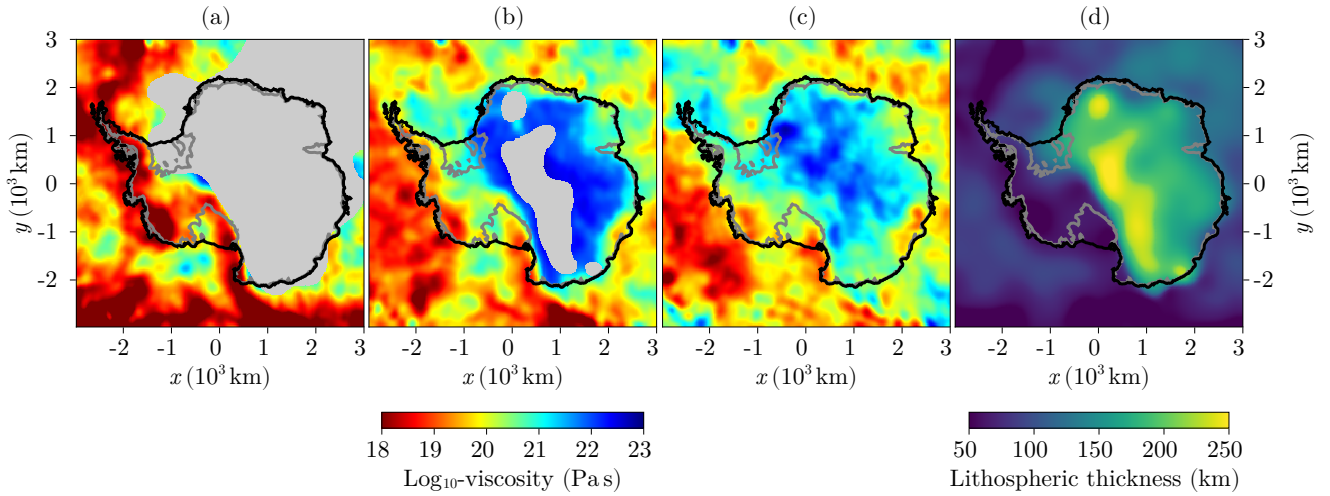 (a) (b) (c) (d)
3 3
2 2
1 1
0 0
-1 -1
-2 -2
y (10³ km) y (10³ km)
-2 -1 0 1 2 3 -2 -1 0 1 2 3 -2 -1 0 1 2 3 -2 -1 0 1 2 3
x (10³ km) x (10³ km) x (10³ km) x (10³ km)
18 19 20 21 22 23 50 100 150 200 250
Log₁₀-viscosity (Pa s) Lithospheric thickness (km)